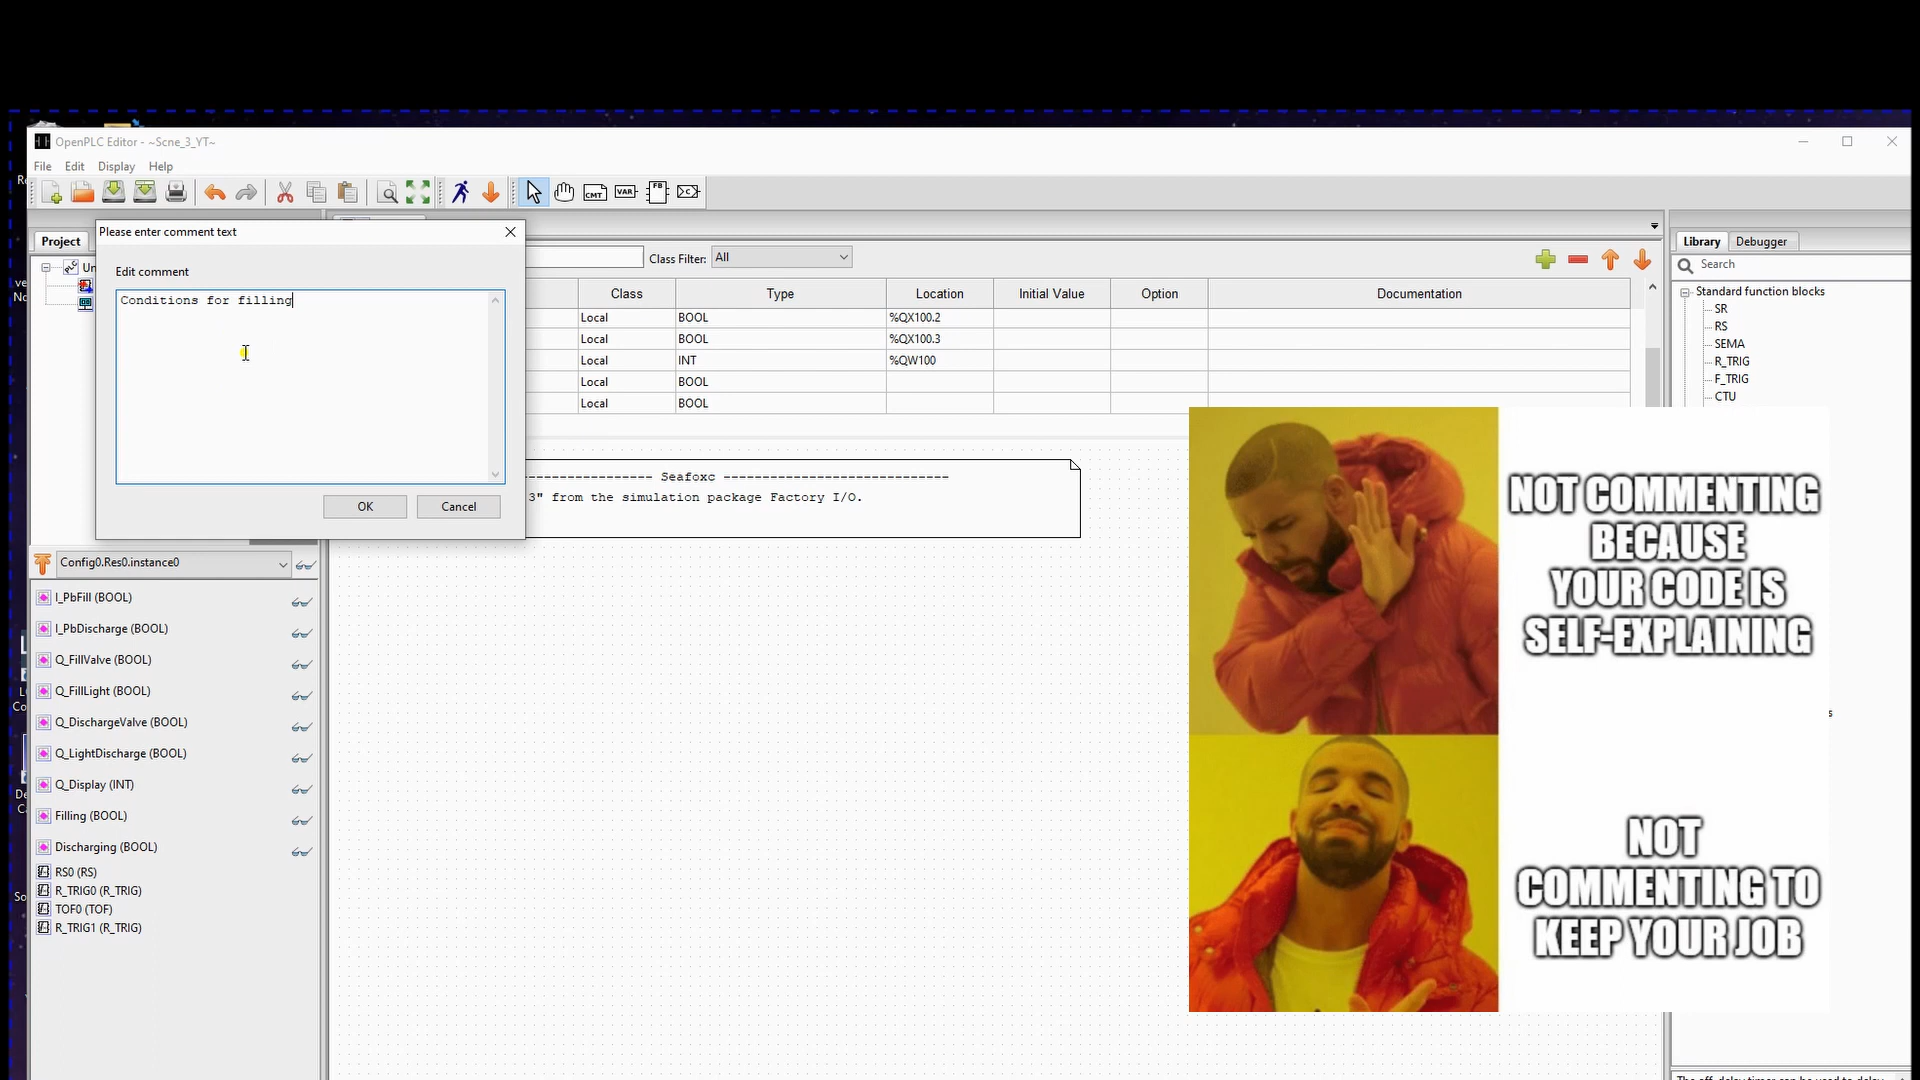 OpenPLC Editor - ~Scne_3_YT~
File Edit Display Help
CMT VAR FB
Project
Please enter comment text
Edit comment
Conditions for filling
OK Cancel
Class Filter: All
Class Type Location Initial Value Option Documentation
Local BOOL %QX100.2
Local BOOL %QX100.3
Local INT %QW100
Local BOOL
Local BOOL
---------------- Seafoxc -----------------------------
3" from the simulation package Factory I/O.
Library Debugger
Search
Standard function blocks
SR
RS
SEMA
R_TRIG
F_TRIG
CTU
Config0.Res0.instance0
I_PbFill (BOOL)
I_PbDischarge (BOOL)
Q_FillValve (BOOL)
Q_FillLight (BOOL)
Q_DischargeValve (BOOL)
Q_LightDischarge (BOOL)
Q_Display (INT)
Filling (BOOL)
Discharging (BOOL)
RS0 (RS)
R_TRIG0 (R_TRIG)
TOF0 (TOF)
R_TRIG1 (R_TRIG)
NOT COMMENTING
BECAUSE
YOUR CODE IS
SELF-EXPLAINING
NOT
COMMENTING TO
KEEP YOUR JOB